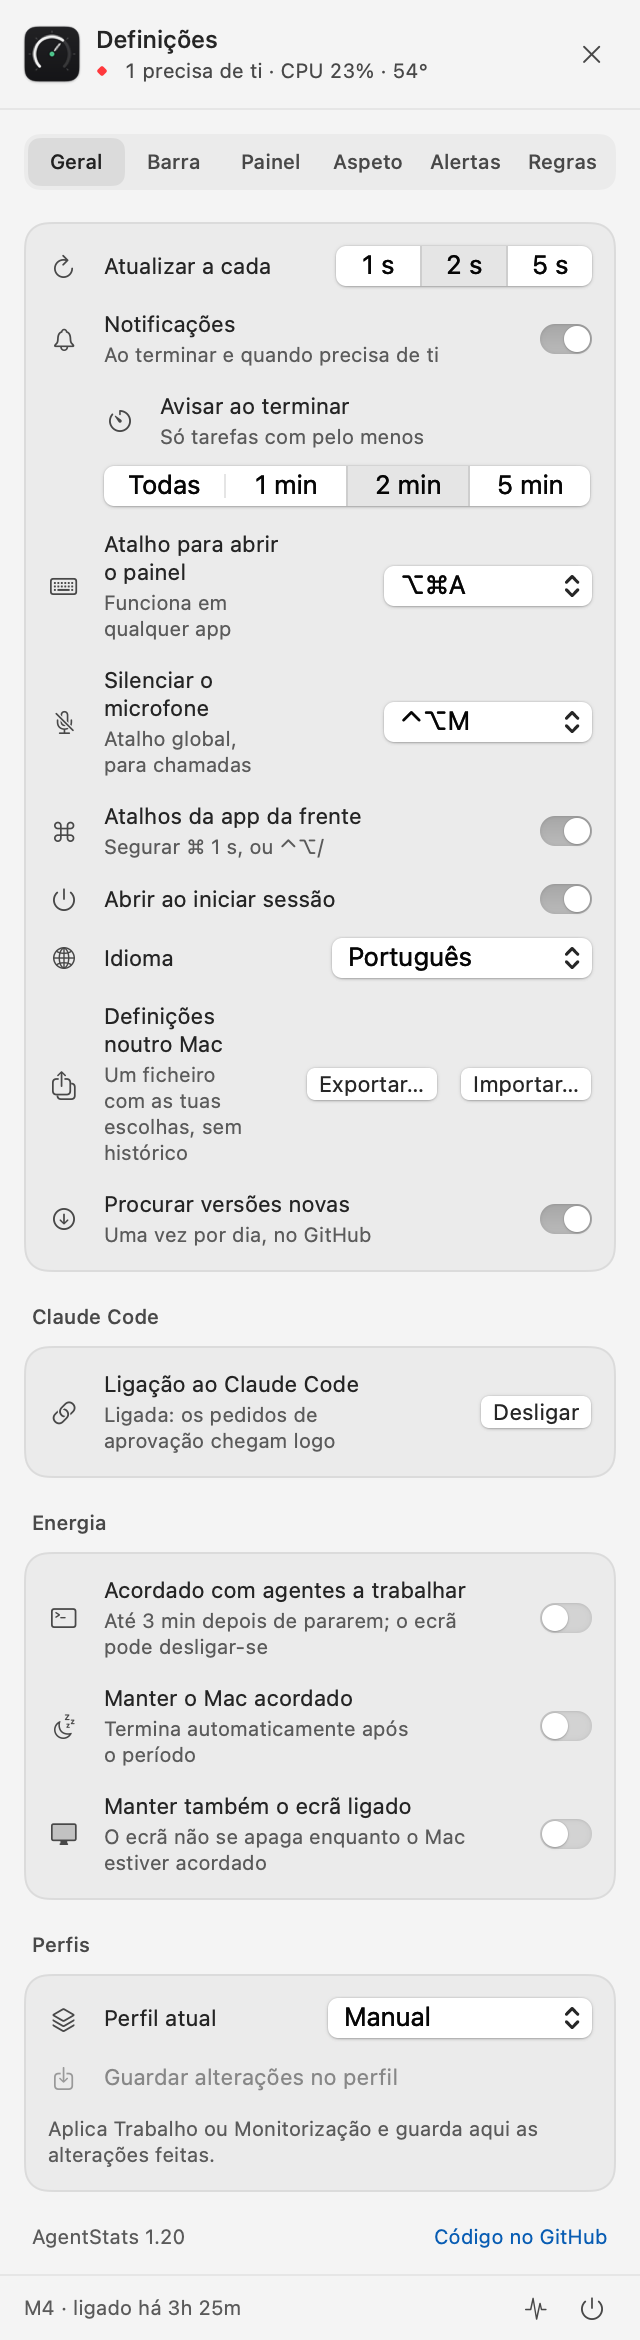 Definições
1 precisa de ti · CPU 23% · 54°
Geral Barra Painel Aspeto Alertas Regras
Atualizar a cada 1 s 2 s 5 s
Notificações
Ao terminar e quando precisa de ti
Avisar ao terminar
Só tarefas com pelo menos
Todas 1 min 2 min 5 min
Atalho para abrir
o painel
Funciona em
qualquer app
⌥⌘A
Silenciar o
microfone
Atalho global,
para chamadas
⌃⌥M
Atalhos da app da frente
Segurar ⌘ 1 s, ou ⌃⌥/
Abrir ao iniciar sessão
Idioma Português
Definições
noutro Mac
Um ficheiro
com as tuas
escolhas, sem
histórico
Exportar... Importar...
Procurar versões novas
Uma vez por dia, no GitHub
Claude Code
Ligação ao Claude Code
Ligada: os pedidos de
aprovação chegam logo
Desligar
Energia
Acordado com agentes a trabalhar
Até 3 min depois de pararem; o ecrã
pode desligar-se
Manter o Mac acordado
Termina automaticamente após
o período
Manter também o ecrã ligado
O ecrã não se apaga enquanto o Mac
estiver acordado
Perfis
Perfil atual Manual
Guardar alterações no perfil
Aplica Trabalho ou Monitorização e guarda aqui as
alterações feitas.
AgentStats 1.20 Código no GitHub
M4 · ligado há 3h 25m